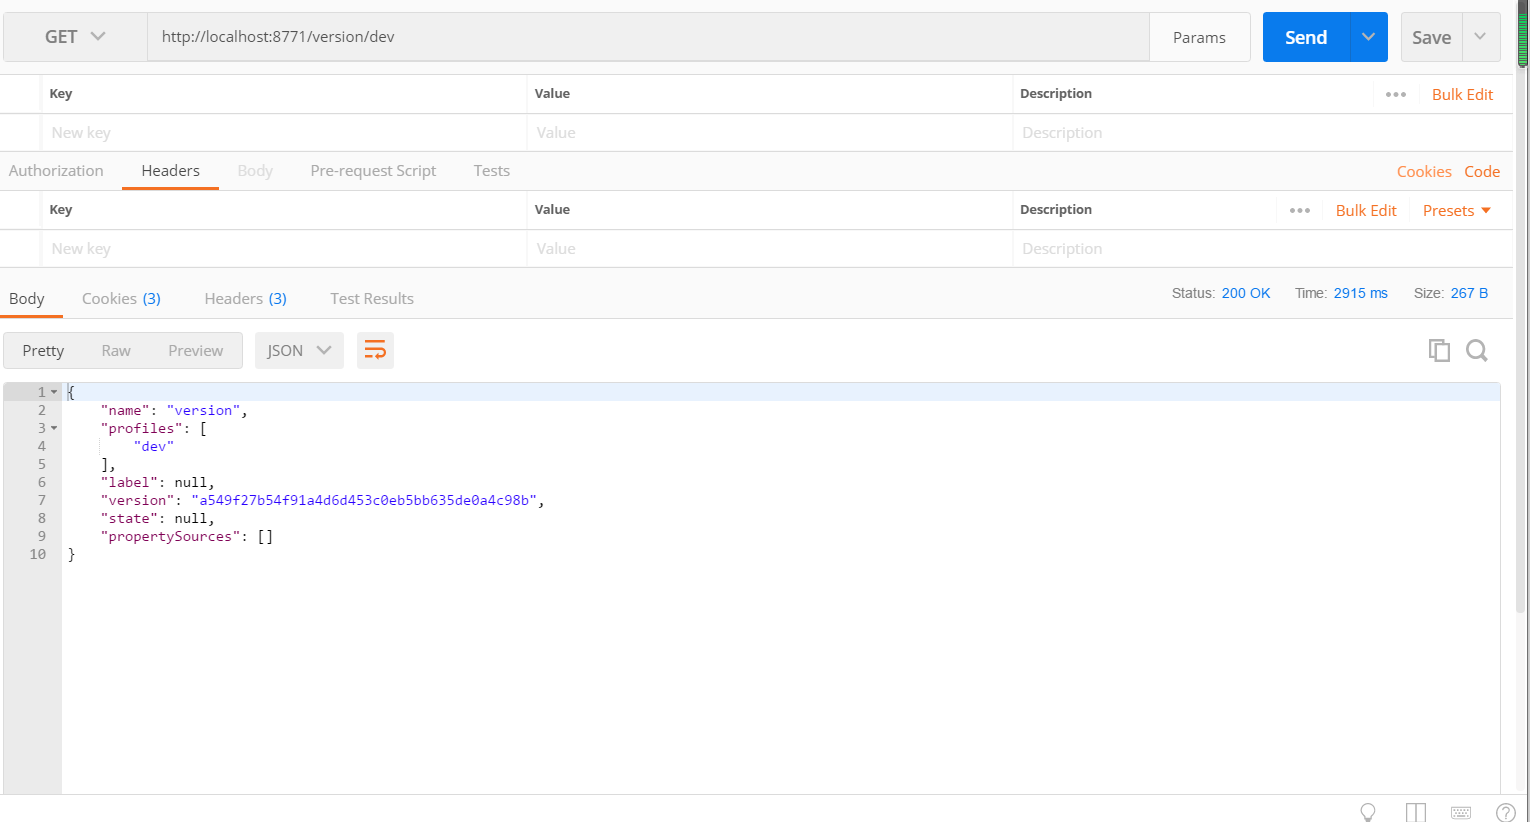 GET http://localhost:8771/version/dev Params Send Save
Key Value Description ••• Bulk Edit
New key Value Description
Authorization Headers Body Pre-request Script Tests Cookies Code
Key Value Description ••• Bulk Edit Presets
New key Value Description
Body Cookies (3) Headers (3) Test Results Status: 200 OK Time: 2915 ms Size: 267 B
Pretty Raw Preview JSON
1 {
2 "name": "version",
3 "profiles": [
4 "dev"
5 ],
6 "label": null,
7 "version": "a549f27b54f91a4d6d453c0eb5bb635de0a4c98b",
8 "state": null,
9 "propertySources": []
10 }